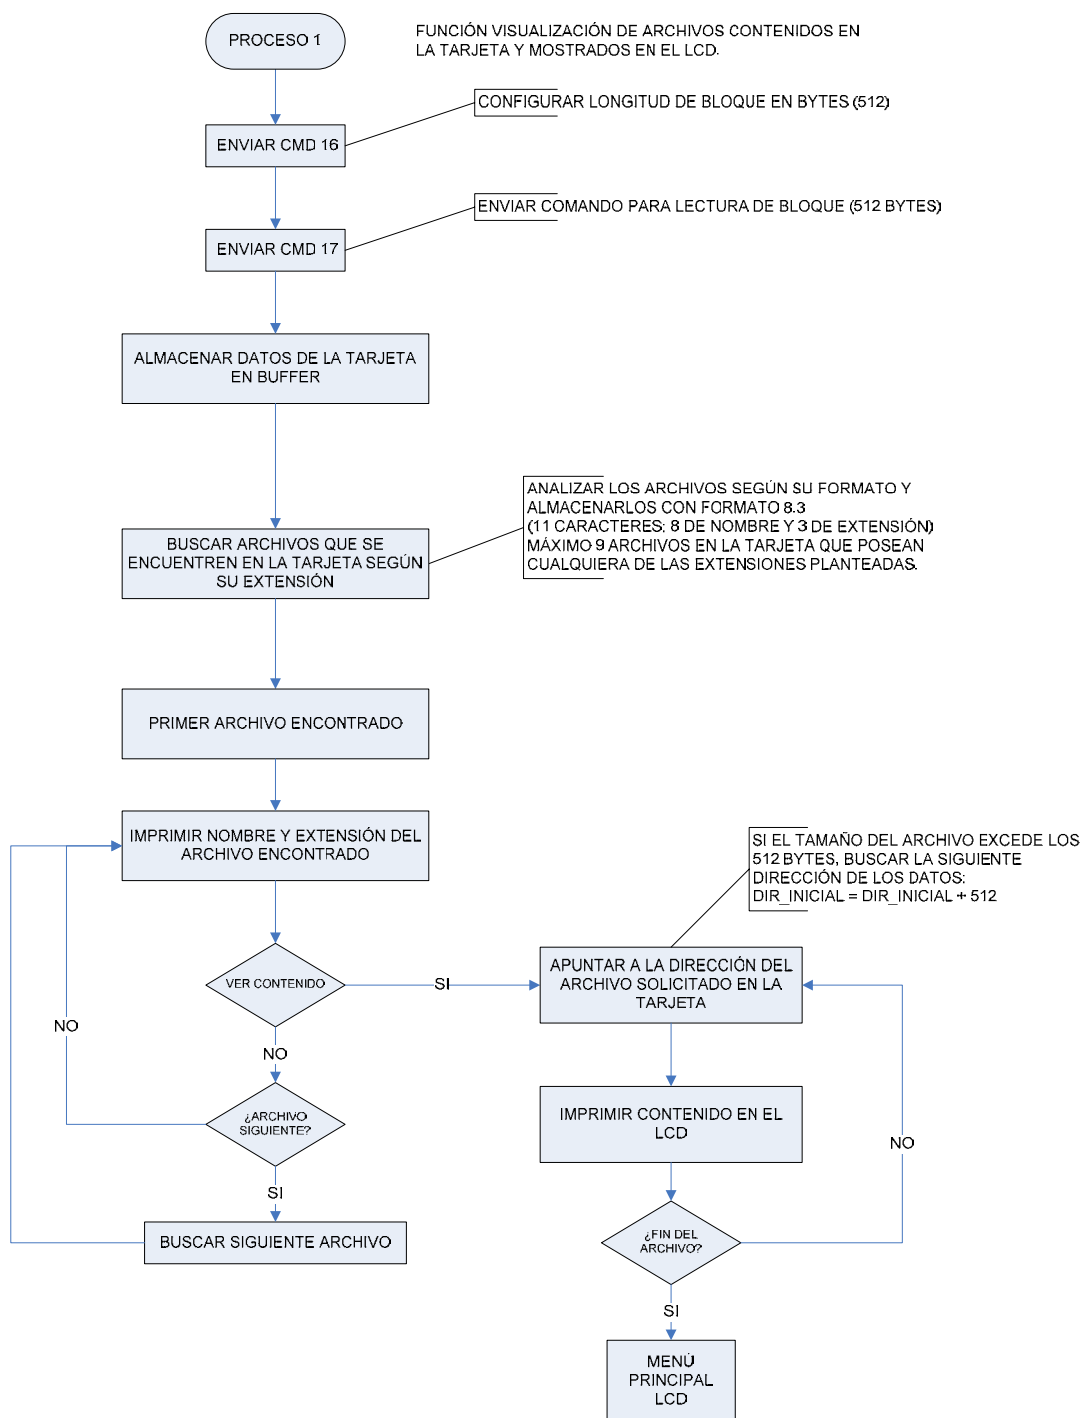 PROCESO 1
FUNCIÓN VISUALIZACIÓN DE ARCHIVOS CONTENIDOS EN
LA TARJETA Y MOSTRADOS EN EL LCD.
CONFIGURAR LONGITUD DE BLOQUE EN BYTES (512)
ENVIAR CMD 16
ENVIAR COMANDO PARA LECTURA DE BLOQUE (512 BYTES)
ENVIAR CMD 17
ALMACENAR DATOS DE LA TARJETA
EN BUFFER
ANALIZAR LOS ARCHIVOS SEGÚN SU FORMATO Y
ALMACENARLOS CON FORMATO 8.3
(11 CARACTERES; 8 DE NOMBRE Y 3 DE EXTENSIÓN)
MÁXIMO 9 ARCHIVOS EN LA TARJETA QUE POSEAN
CUALQUIERA DE LAS EXTENSIONES PLANTEADAS.
BUSCAR ARCHIVOS QUE SE
ENCUENTREN EN LA TARJETA SEGÚN
SU EXTENSIÓN
PRIMER ARCHIVO ENCONTRADO
IMPRIMIR NOMBRE Y EXTENSIÓN DEL
ARCHIVO ENCONTRADO
SI EL TAMAÑO DEL ARCHIVO EXCEDE LOS
512 BYTES, BUSCAR LA SIGUIENTE
DIRECCIÓN DE LOS DATOS:
DIR_INICIAL = DIR_INICIAL + 512
VER CONTENIDO
SI
APUNTAR A LA DIRECCIÓN DEL
ARCHIVO SOLICITADO EN LA
TARJETA
NO
NO
¿ARCHIVO
SIGUIENTE?
IMPRIMIR CONTENIDO EN EL
LCD
NO
SI
BUSCAR SIGUIENTE ARCHIVO
¿FIN DEL
ARCHIVO?
SI
MENÚ
PRINCIPAL
LCD